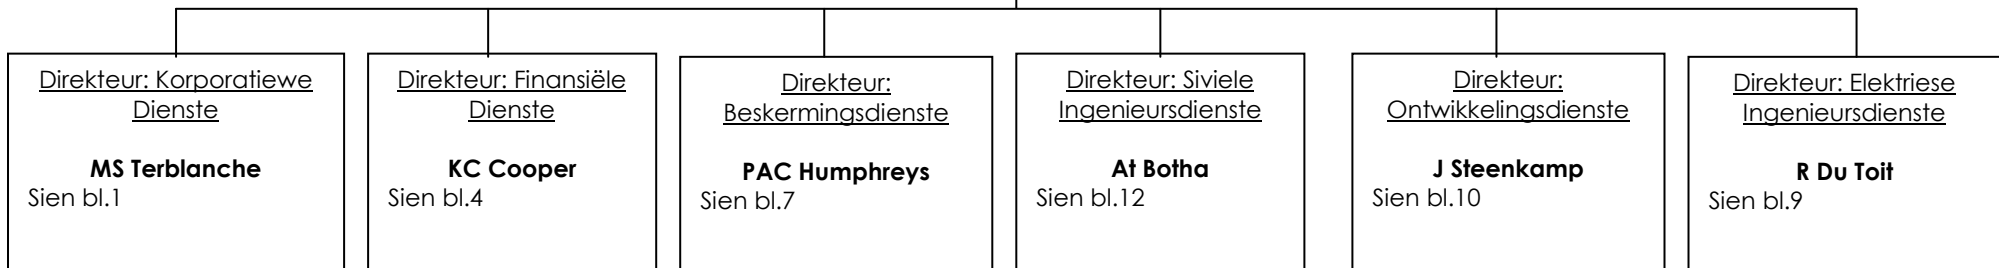 Direkteur: Korporatiewe
Dienste
MS Terblanche
Sien bl.1
Direkteur: Finansiële
Dienste
KC Cooper
Sien bl.4
Direkteur:
Beskermingsdienste
PAC Humphreys
Sien bl.7
Direkteur: Siviele
Ingenieursdienste
At Botha
Sien bl.12
Direkteur:
Ontwikkelingsdienste
J Steenkamp
Sien bl.10
Direkteur: Elektriese
Ingenieursdienste
R Du Toit
Sien bl.9